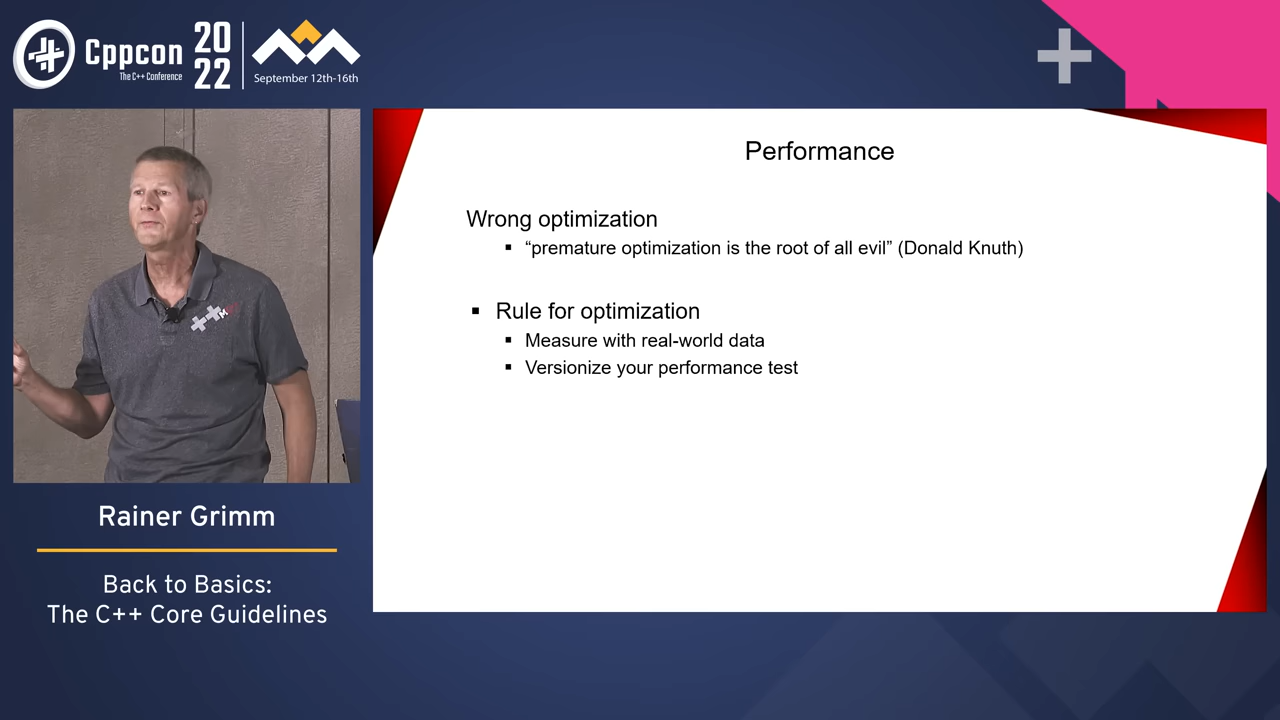 Cppcon
The C++ Conference
20
22
September 12th-16th
Performance
Wrong optimization
▪ “premature optimization is the root of all evil” (Donald Knuth)
▪ Rule for optimization
▪ Measure with real-world data
▪ Versionize your performance test
Rainer Grimm
Back to Basics:
The C++ Core Guidelines